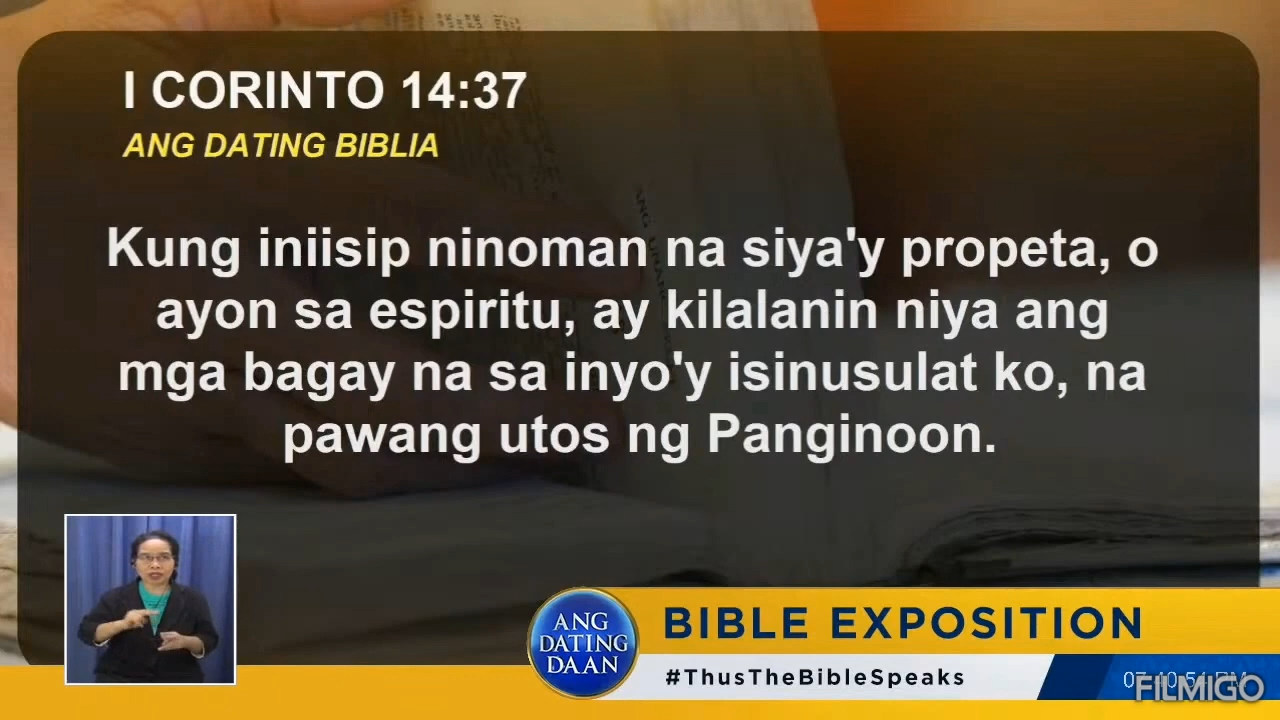 I CORINTO 14:37
ANG DATING BIBLIA
Kung iniisip ninoman na siya'y propeta, o
ayon sa espiritu, ay kilalanin niya ang
mga bagay na sa inyo'y isinusulat ko, na
pawang utos ng Panginoon.
ANG
DATING
DAAN
BIBLE EXPOSITION
#ThusTheBibleSpeaks
FILMIGO